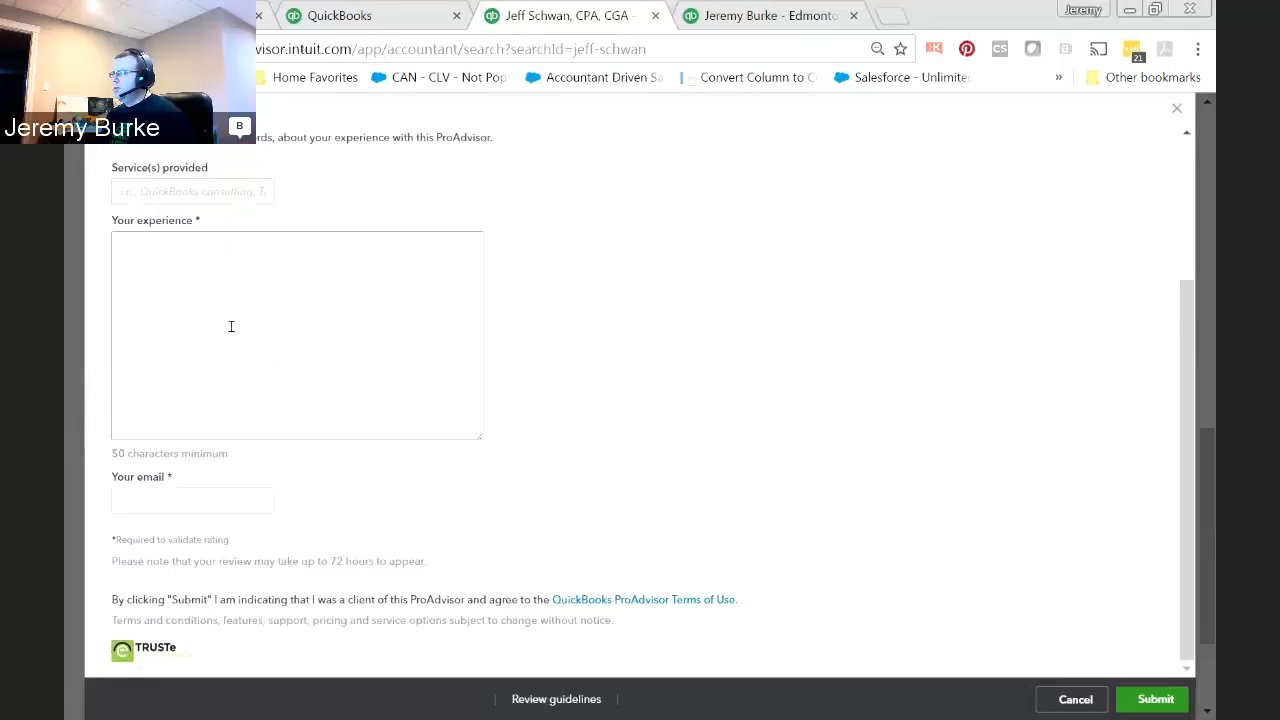 QuickBooks
Jeff Schwan, CPA, CGA -
Jeremy Burke - Edmonto
Jeremy
visor.intuit.com/app/accountant/search?searchId=jeff-schwan
CS
21
Home Favorites
CAN - CLV - Not Pop
Accountant Driven Sa
Convert Column to C
Salesforce - Unlimite
»
Other bookmarks
Jeremy Burke
B
rds, about your experience with this ProAdvisor.
Service(s) provided
i.e., QuickBooks consulting, T
Your experience *
50 characters minimum
Your email *
*Required to validate rating
Please note that your review may take up to 72 hours to appear.
By clicking "Submit" I am indicating that I was a client of this ProAdvisor and agree to the QuickBooks ProAdvisor Terms of Use.
Terms and conditions, features, support, pricing and service options subject to change without notice.
TRUSTe
Review guidelines
Cancel
Submit